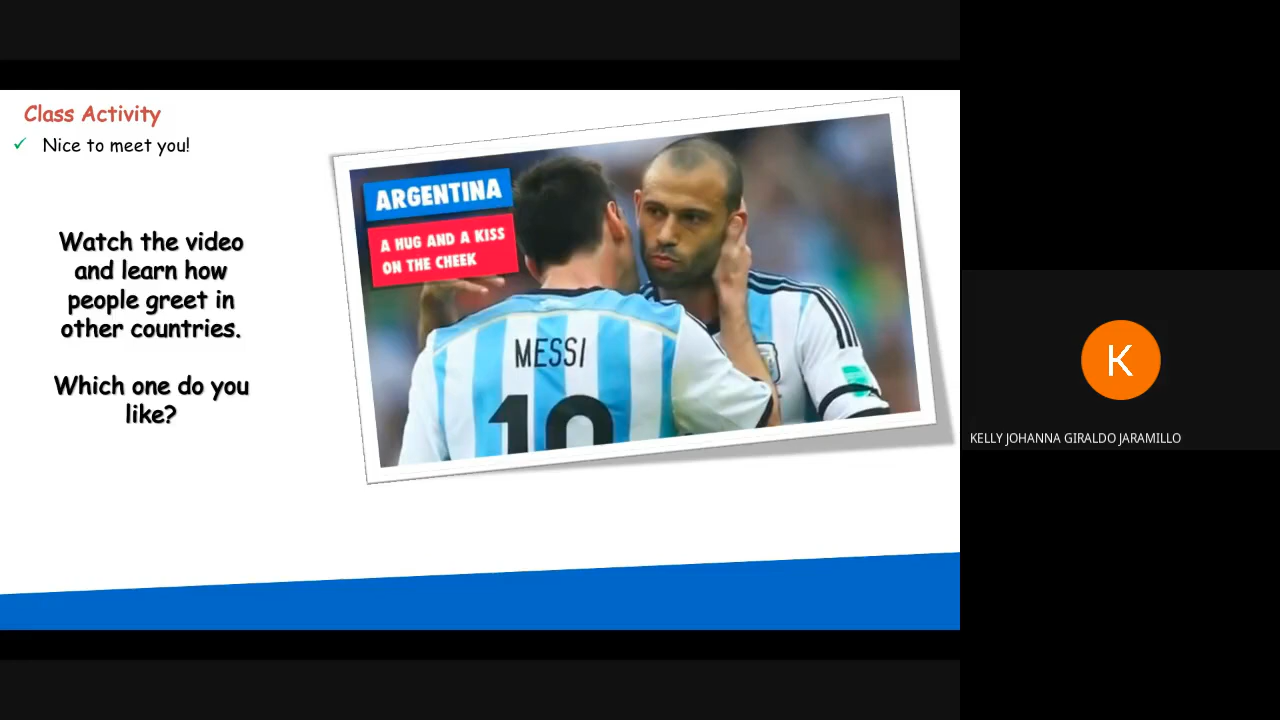 Class Activity
✓ Nice to meet you!
Watch the video
and learn how
people greet in
other countries.
Which one do you
like?
ARGENTINA
A HUG AND A KISS
ON THE CHEEK
MESSI
10
K
KELLY JOHANNA GIRALDO JARAMILLO